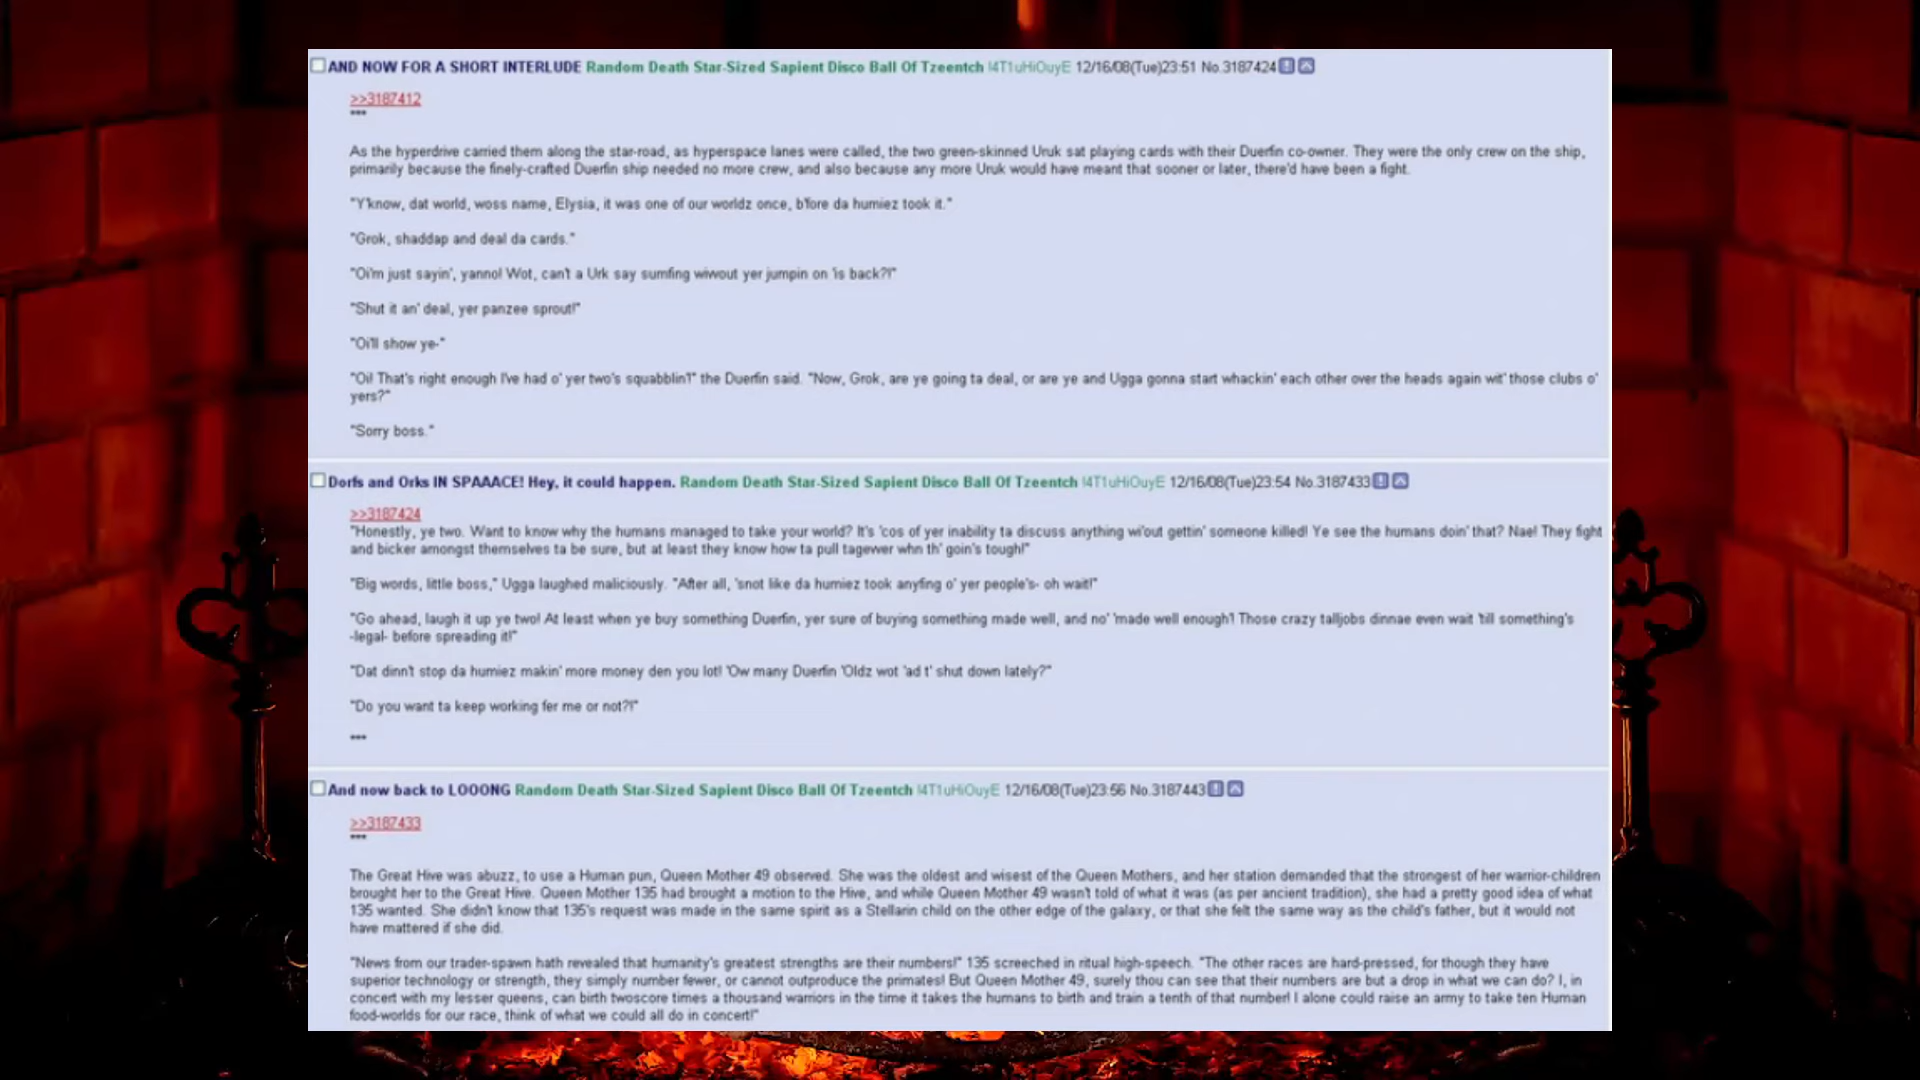 AND NOW FOR A SHORT INTERLUDE Random Death Star-Sized Sapient Disco Ball Of Tzeentch !4T1uHiOuyE 12/16/08(Tue)23:51 No.3187424
>>3187412
***
As the hyperdrive carried them along the star-road, as hyperspace lanes were called, the two green-skinned Uruk sat playing cards with their Duerfin co-owner. They were the only crew on the ship,
primarily because the finely-crafted Duerfin ship needed no more crew, and also because any more Uruk would have meant that sooner or later, there'd have been a fight.
"Y'know, dat world, woss name, Elysia, it was one of our worldz once, b'fore da humiez took it."
"Grok, shaddap and deal da cards."
"Oi'm just sayin', yanno! Wot, can't a Urk say sumfing wiwout yer jumpin on 'is back?!"
"Shut it an' deal, yer panzee sprout!"
"Oi'll show ye-"
"Oi! That's right enough I've had o' yer two's squabblin'!" the Duerfin said. "Now, Grok, are ye going ta deal, or are ye and Ugga gonna start whackin' each other over the heads again wit' those clubs o'
yers?"
"Sorry boss."
Dorfs and Orks IN SPAAACE! Hey, it could happen. Random Death Star-Sized Sapient Disco Ball Of Tzeentch !4T1uHiOuyE 12/16/08(Tue)23:54 No.3187433
>>3187424
"Honestly, ye two. Want to know why the humans managed to take your world? It's 'cos of yer inability ta discuss anything wi'out gettin' someone killed! Ye see the humans doin' that? Nae! They fight
and bicker amongst themselves ta be sure, but at least they know how ta pull tagewer whn th' goin's tough!"
"Big words, little boss," Ugga laughed maliciously. "After all, 'snot like da humiez took anyfing o' yer people's- oh wait!"
"Go ahead, laugh it up ye two! At least when ye buy something Duerfin, yer sure of buying something made well, and no' 'made well enough'! Those crazy talljobs dinnae even wait 'till something's
-legal- before spreading it!"
"Dat dinn't stop da humiez makin' more money den you lot! 'Ow many Duerfin 'Oldz wot 'ad t' shut down lately?"
"Do you want ta keep working fer me or not?!"
***
And now back to LOOONG Random Death Star-Sized Sapient Disco Ball Of Tzeentch !4T1uHiOuyE 12/16/08(Tue)23:56 No.3187443
>>3187433
***
The Great Hive was abuzz, to use a Human pun, Queen Mother 49 observed. She was the oldest and wisest of the Queen Mothers, and her station demanded that the strongest of her warrior-children
brought her to the Great Hive. Queen Mother 135 had brought a motion to the Hive, and while Queen Mother 49 wasn't told of what it was (as per ancient tradition), she had a pretty good idea of what
135 wanted. She didn't know that 135's request was made in the same spirit as a Stellarin child on the other edge of the galaxy, or that she felt the same way as the child's father, but it would not
have mattered if she did.
"News from our trader-spawn hath revealed that humanity's greatest strengths are their numbers!" 135 screeched in ritual high-speech. "The other races are hard-pressed, for though they have
superior technology or strength, they simply number fewer, or cannot outproduce the primates! But Queen Mother 49, surely thou can see that their numbers are but a drop in what we can do? I, in
concert with my lesser queens, can birth twoscore times a thousand warriors in the time it takes the humans to birth and train a tenth of that number! I alone could raise an army to take ten Human
food-worlds for our race, think of what we could all do in concert!"